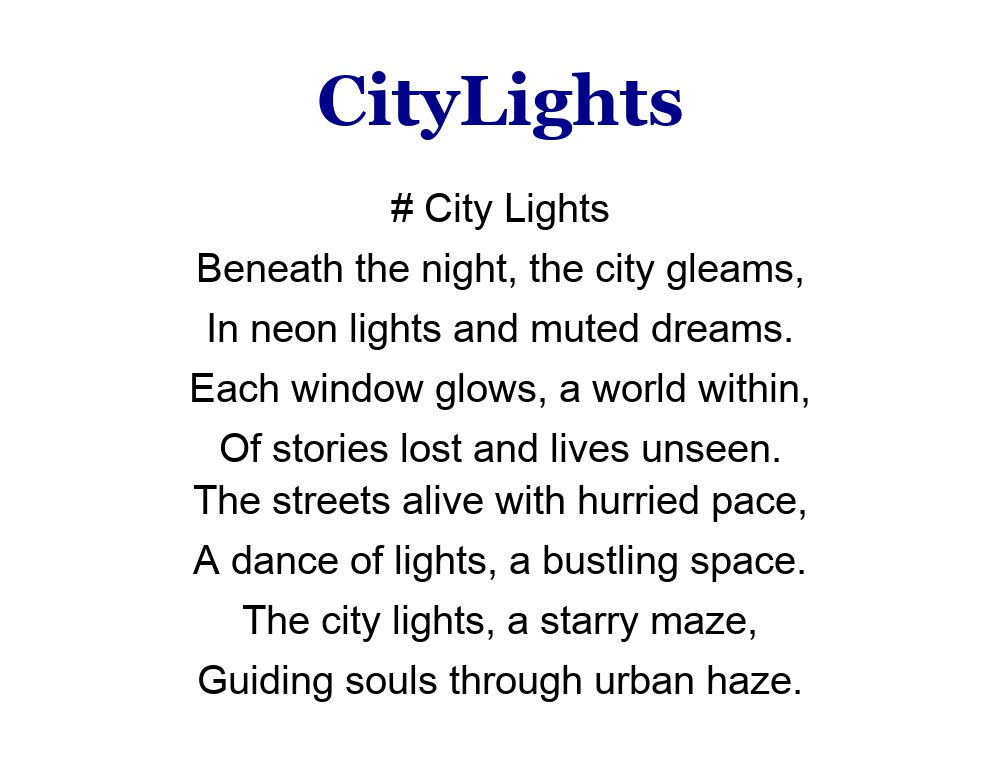 CityLights
# City Lights
Beneath the night, the city gleams,
In neon lights and muted dreams.
Each window glows, a world within,
Of stories lost and lives unseen.
The streets alive with hurried pace,
A dance of lights, a bustling space.
The city lights, a starry maze,
Guiding souls through urban haze.